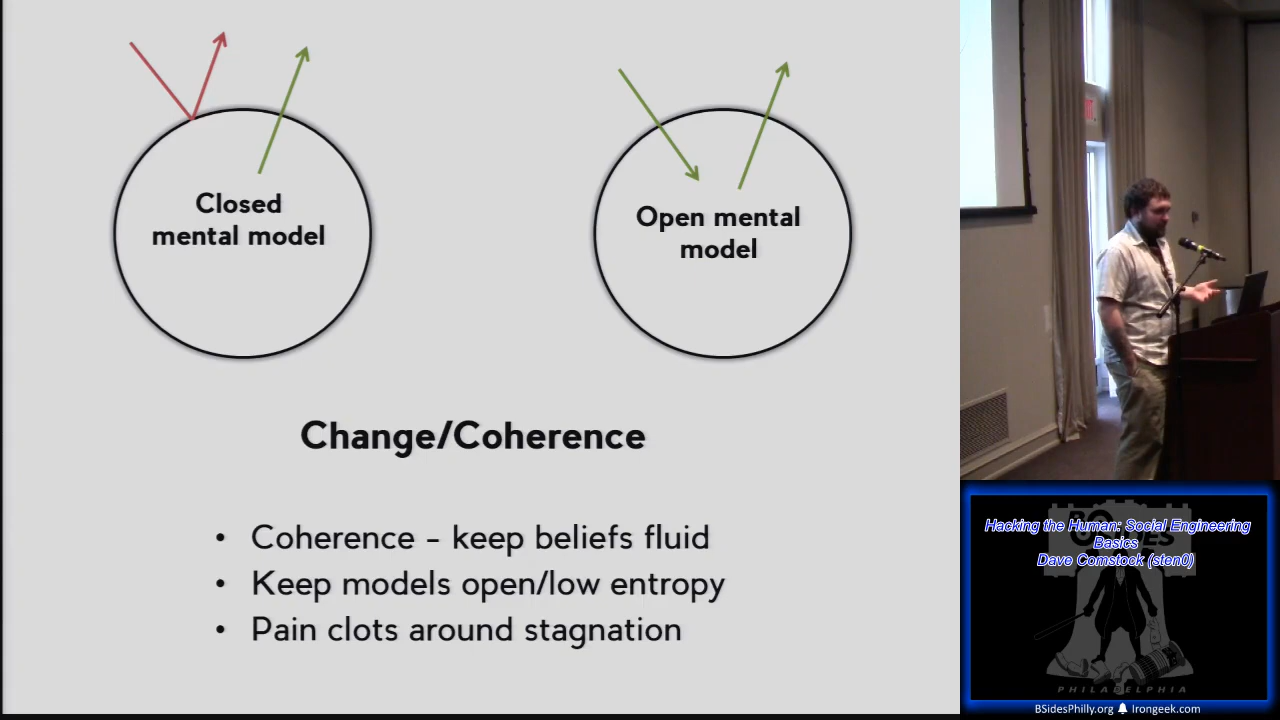 Closed
mental model
Open mental
model
Change/Coherence
• Coherence – keep beliefs fluid
• Keep models open/low entropy
• Pain clots around stagnation
Hacking the Human: Social Engineering
Basics
Dave Comstock (sten0)
PHILADELPHIA
BSidesPhilly.org Irongeek.com